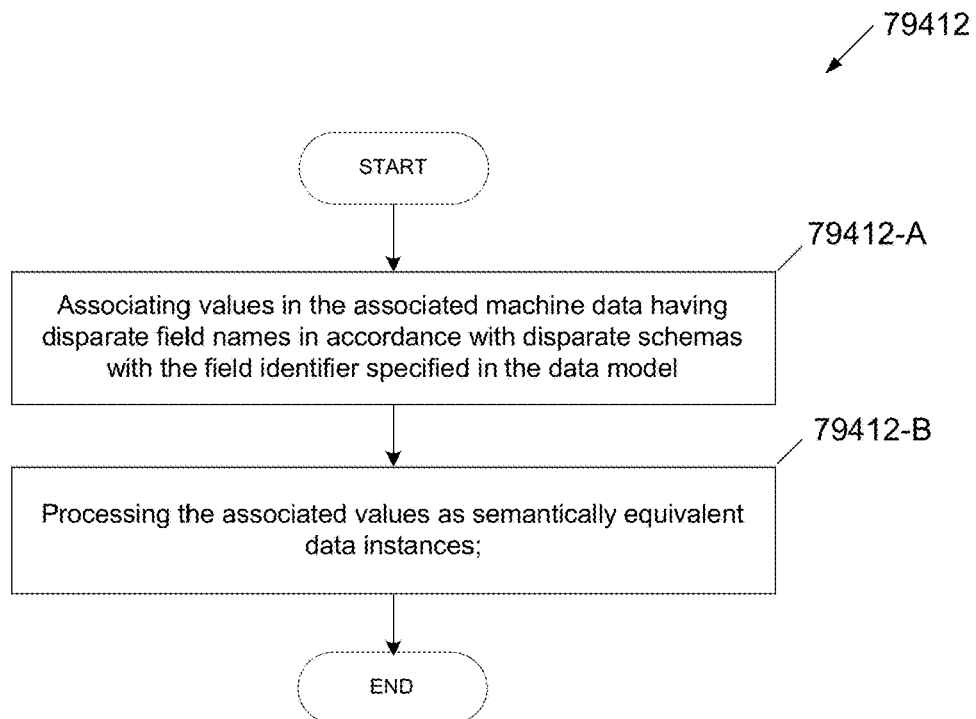 79412
START
79412-A
Associating values in the associated machine data having
disparate field names in accordance with disparate schemas
with the field identifier specified in the data model
79412-B
Processing the associated values as semantically equivalent
data instances;
END